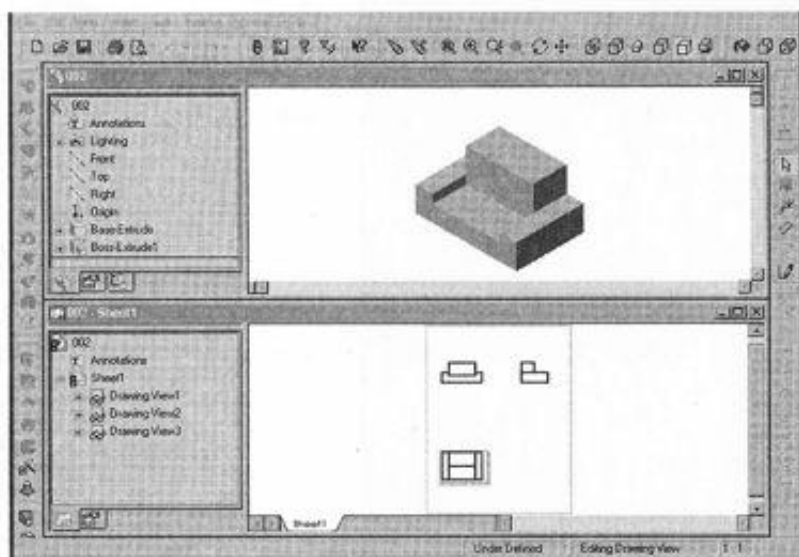 002
002
Annotations
Lighting
Front
Top
Right
Origin
Base-Extrude
Boss-Extrude1
002 - Sheet1
002
Annotations
Sheet1
Drawing View1
Drawing View2
Drawing View3
Sheet1
Under Defined
Editing Drawing View
1:1